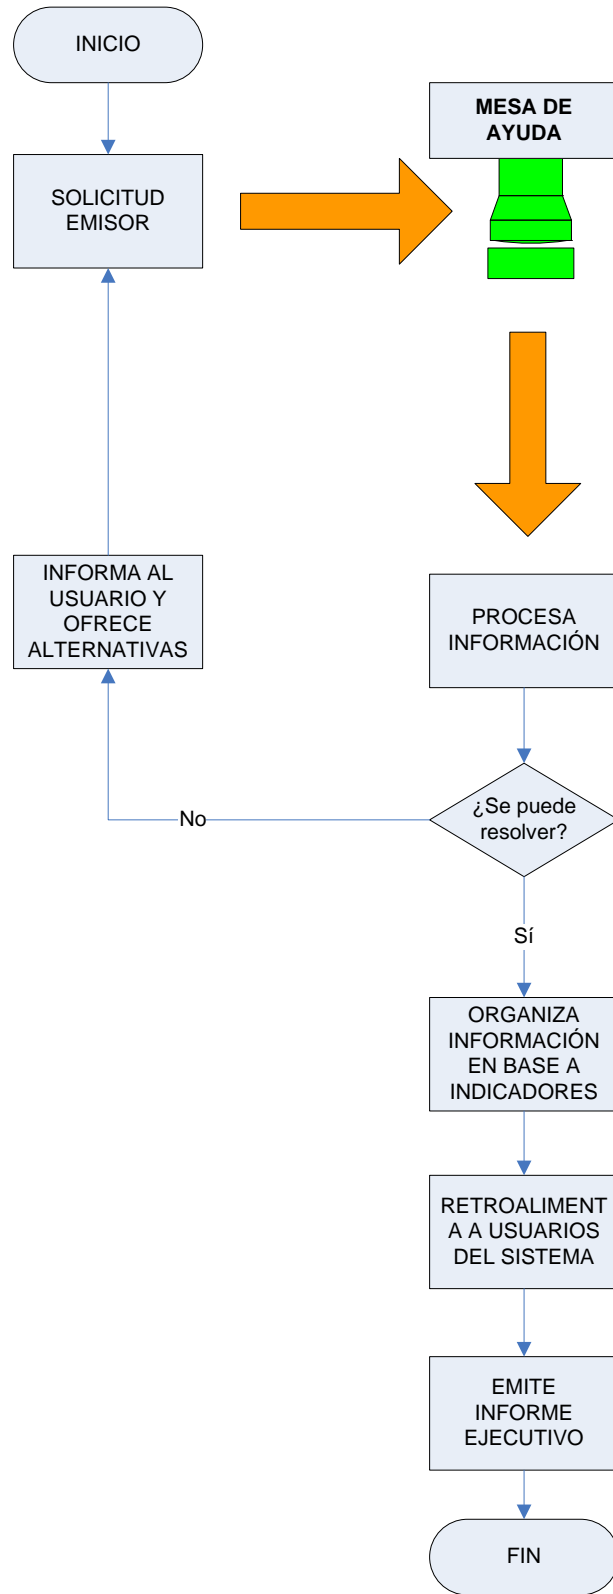 INICIO
SOLICITUD
EMISOR
MESA DE
AYUDA
INFORMA AL
USUARIO Y
OFRECE
ALTERNATIVAS
PROCESA
INFORMACIÓN
¿Se puede
resolver?
No
Sí
ORGANIZA
INFORMACIÓN
EN BASE A
INDICADORES
RETROALIMENT
A A USUARIOS
DEL SISTEMA
EMITE
INFORME
EJECUTIVO
FIN